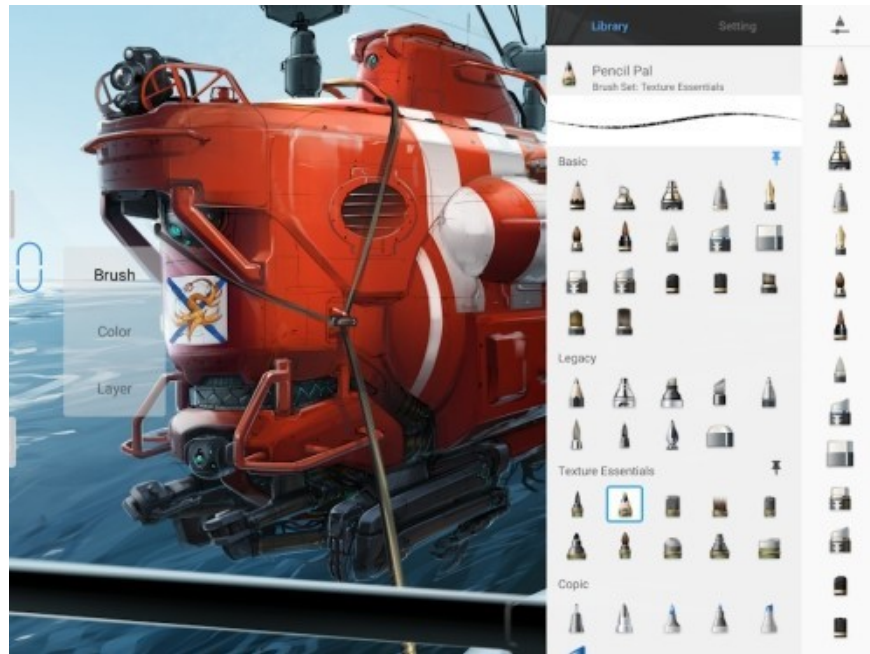 Library
Setting
Pencil Pal
Brush Set: Texture Essentials
Basic
Brush
Color
Layer
Legacy
Texture Essentials
Copic